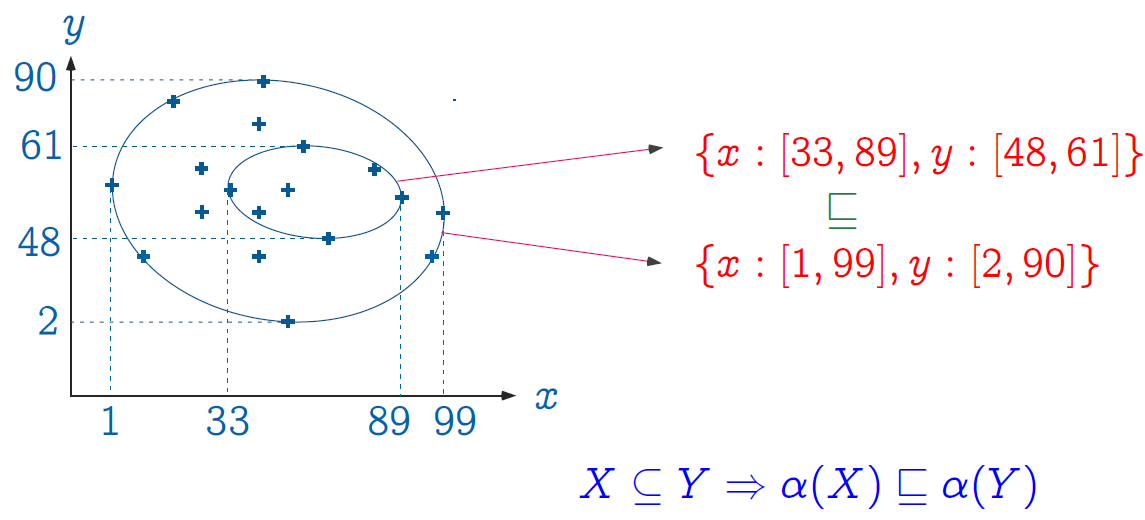 y
90
61
48
2
1 33 89 99
x
{x : [33, 89], y : [48, 61]}
⊑
{x : [1, 99], y : [2, 90]}
X ⊆ Y ⇒ α(X) ⊑ α(Y)